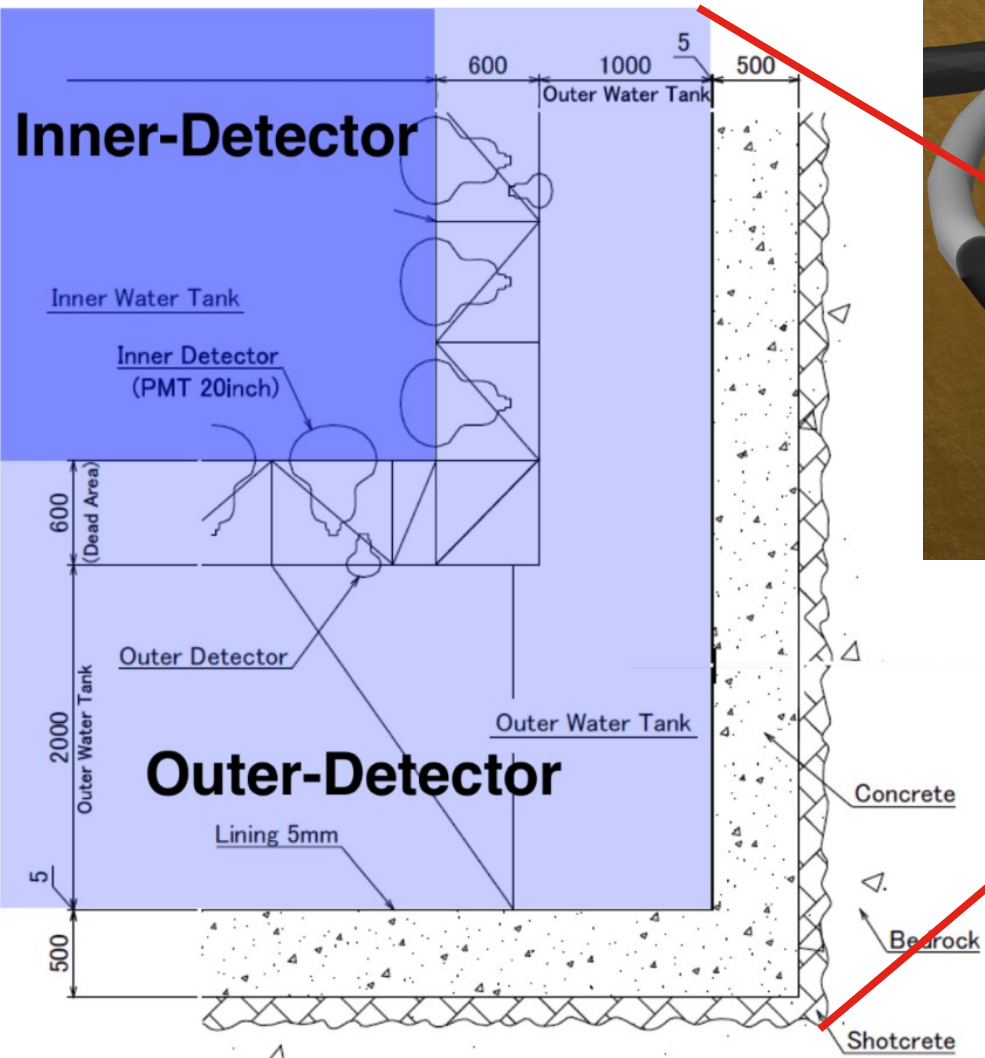 5
600
1000
500
Outer Water Tank
Inner-Detector
Inner Water Tank
Inner Detector
(PMT 20inch)
600
(Dead Area)
Outer Detector
2000
Outer Water Tank
Outer Water Tank
Outer-Detector
Concrete
Lining 5mm
5
500
Bedrock
Shotcrete